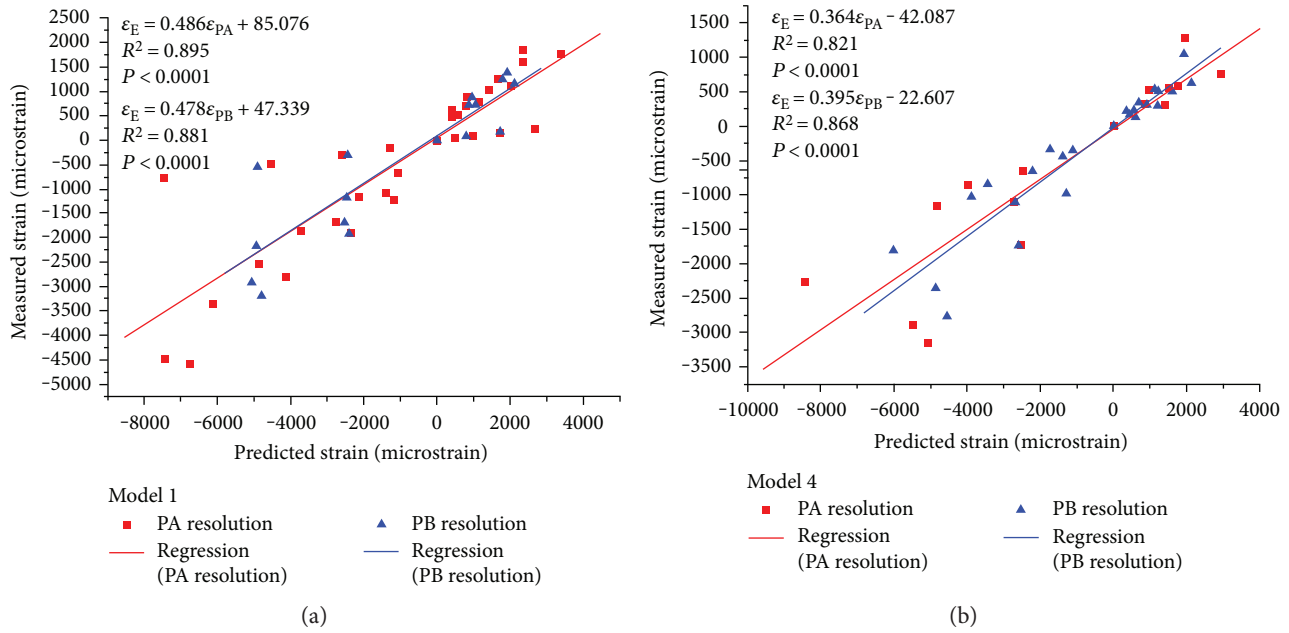 (a)
2500
2000
1500
1000
500
0
-500
-1000
-1500
-2000
-2500
-3000
-3500
-4000
-4500
-5000
Measured strain (microstrain)
εE = 0.486εPA + 85.076
R² = 0.895
P < 0.0001
εE = 0.478εPB + 47.339
R² = 0.881
P < 0.0001
-8000 -6000 -4000 -2000 0 2000 4000
Predicted strain (microstrain)
Model 1
PA resolution
PB resolution
Regression
(PA resolution)
Regression
(PB resolution)
1500
1000
500
0
-500
-1000
-1500
-2000
-2500
-3000
-3500
Measured strain (microstrain)
εE = 0.364εPA − 42.087
R² = 0.821
P < 0.0001
εE = 0.395εPB − 22.607
R² = 0.868
P < 0.0001
-10000 -8000 -6000 -4000 -2000 0 2000 4000
Predicted strain (microstrain)
Model 4
PA resolution
PB resolution
Regression
(PA resolution)
Regression
(PB resolution)
(b)